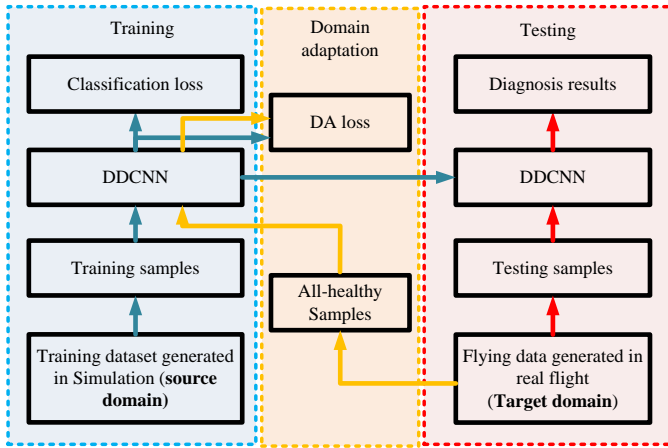 Training
Classification loss
DDCNN
Training samples
Training dataset generated
in Simulation (source
domain)
Domain
adaptation
DA loss
All-healthy
Samples
Testing
Diagnosis results
DDCNN
Testing samples
Flying data generated in
real flight
(Target domain)